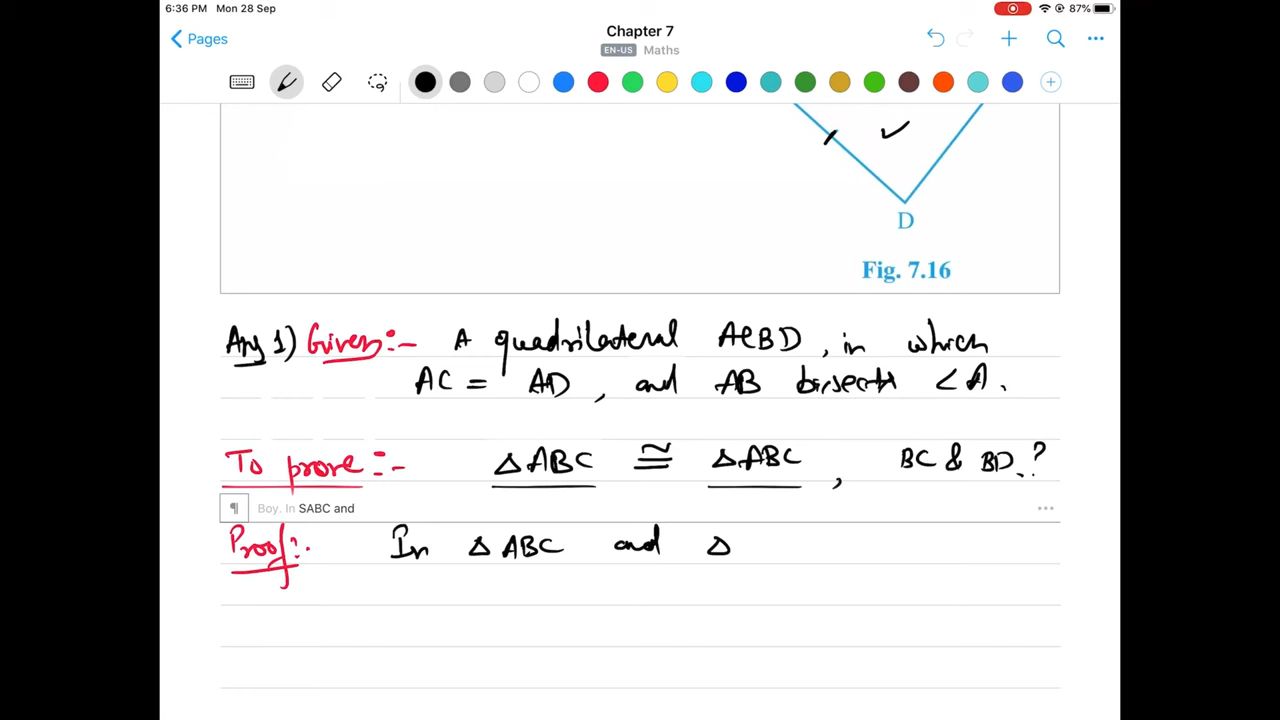 6:36 PM Mon 28 Sep
87%
Pages
Chapter 7
EN-US Maths
D
Fig. 7.16
Ans 1) Given:- A quadrilateral ACBD, in which
AC = AD, and AB bisects <A.
To prove:- △ABC ≅ △ABC, BC & BD.?
¶ Boy. In SABC and
Proof:. In △ABC and △